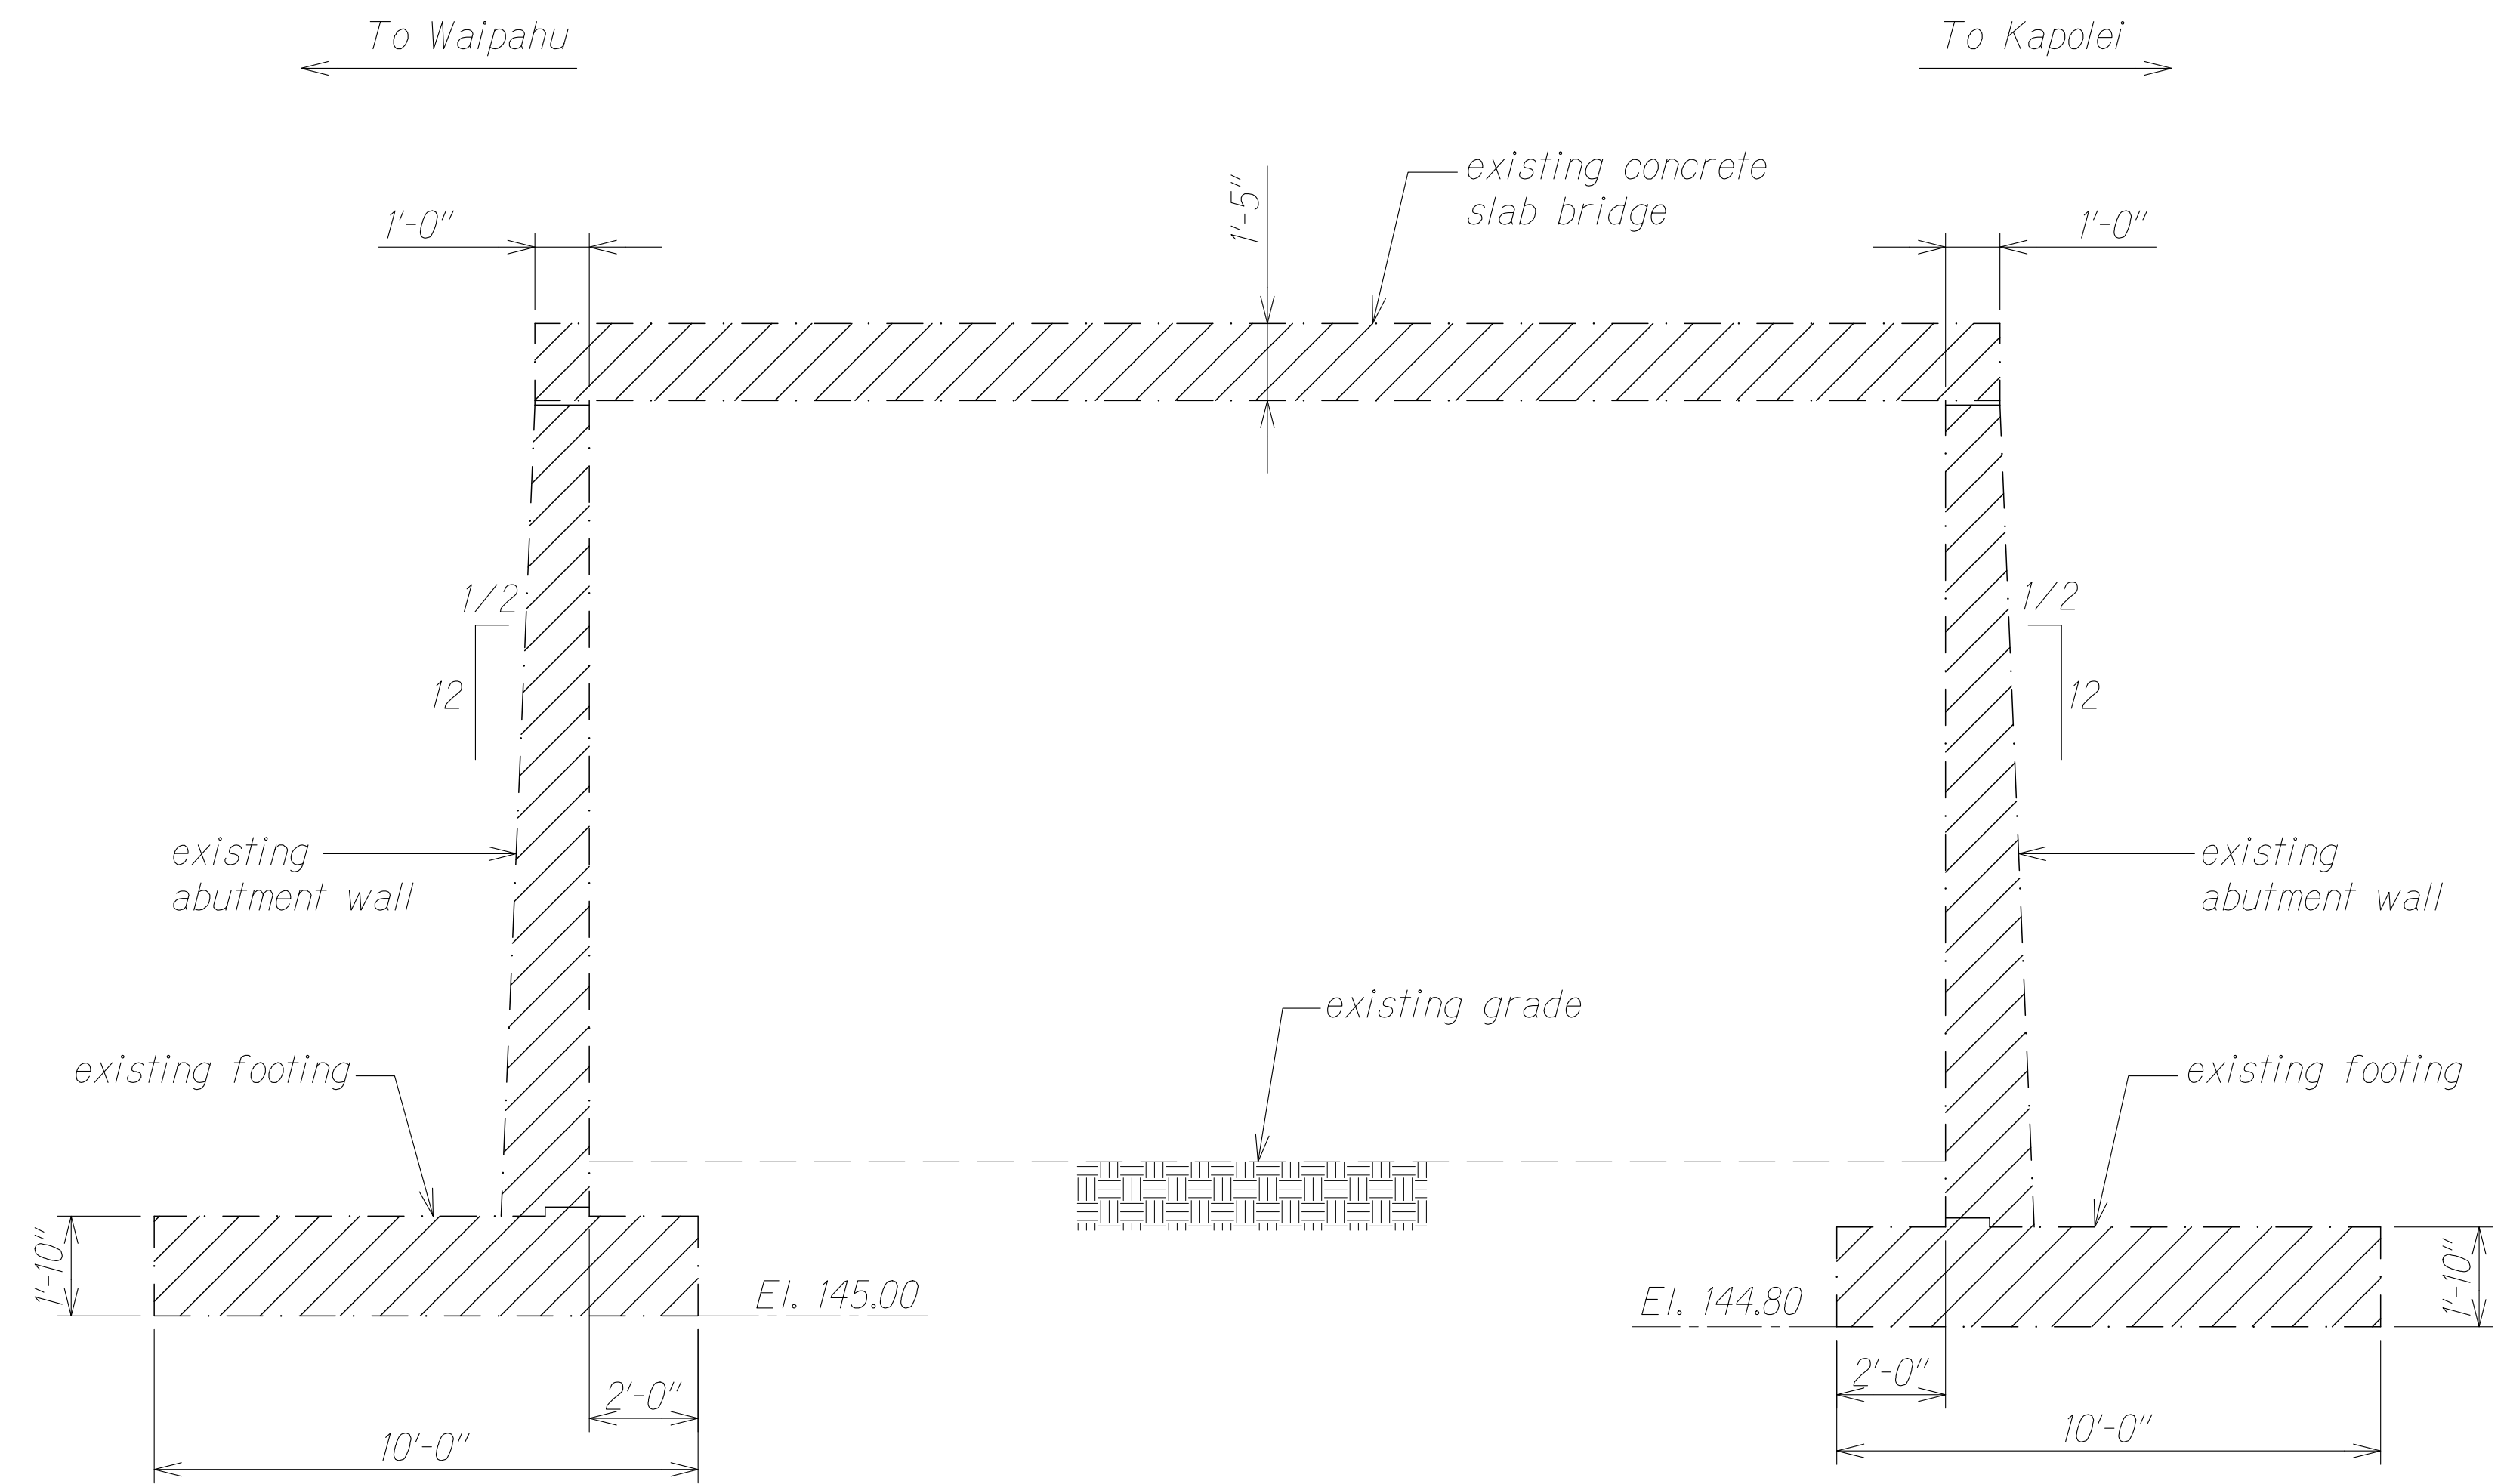 To Waipahu
To Kapolei
existing concrete
slab bridge
1'-5"
1'-0"
1'-0"
1/2
12
1/2
12
existing
abutment wall
existing
abutment wall
existing grade
existing footing
existing footing
1'-10"
El. 145.00
El. 144.80
1'-10"
2'-0"
2'-0"
10'-0"
10'-0"